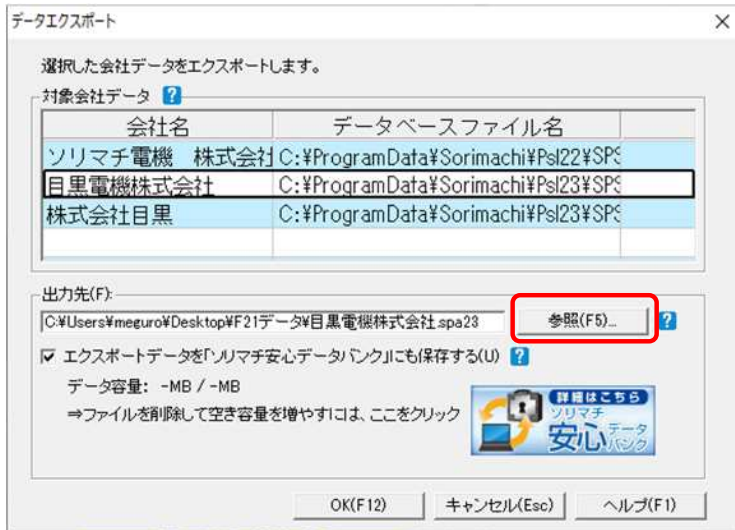 データエクスポート
選択した会社データをエクスポートします。
対象会社データ ?
会社名 データベースファイル名
ソリマチ電機 株式会社 C:¥ProgramData¥Sorimachi¥Psl22¥SPS
目黒電機株式会社 C:¥ProgramData¥Sorimachi¥Psl23¥SPS
株式会社目黒 C:¥ProgramData¥Sorimachi¥Psl23¥SPS
出力先(F):
C:¥Users¥meguro¥Desktop¥F21データ¥目黒電機株式会社.spa23 参照(F5)... ?
エクスポートデータを「ソリマチ安心データバンク」にも保存する(U) ?
データ容量: -MB / -MB
⇒ファイルを削除して空き容量を増やすには、ここをクリック
詳細はこちら
ソリマチ
安心データバンク
OK(F12) キャンセル(Esc) ヘルプ(F1)